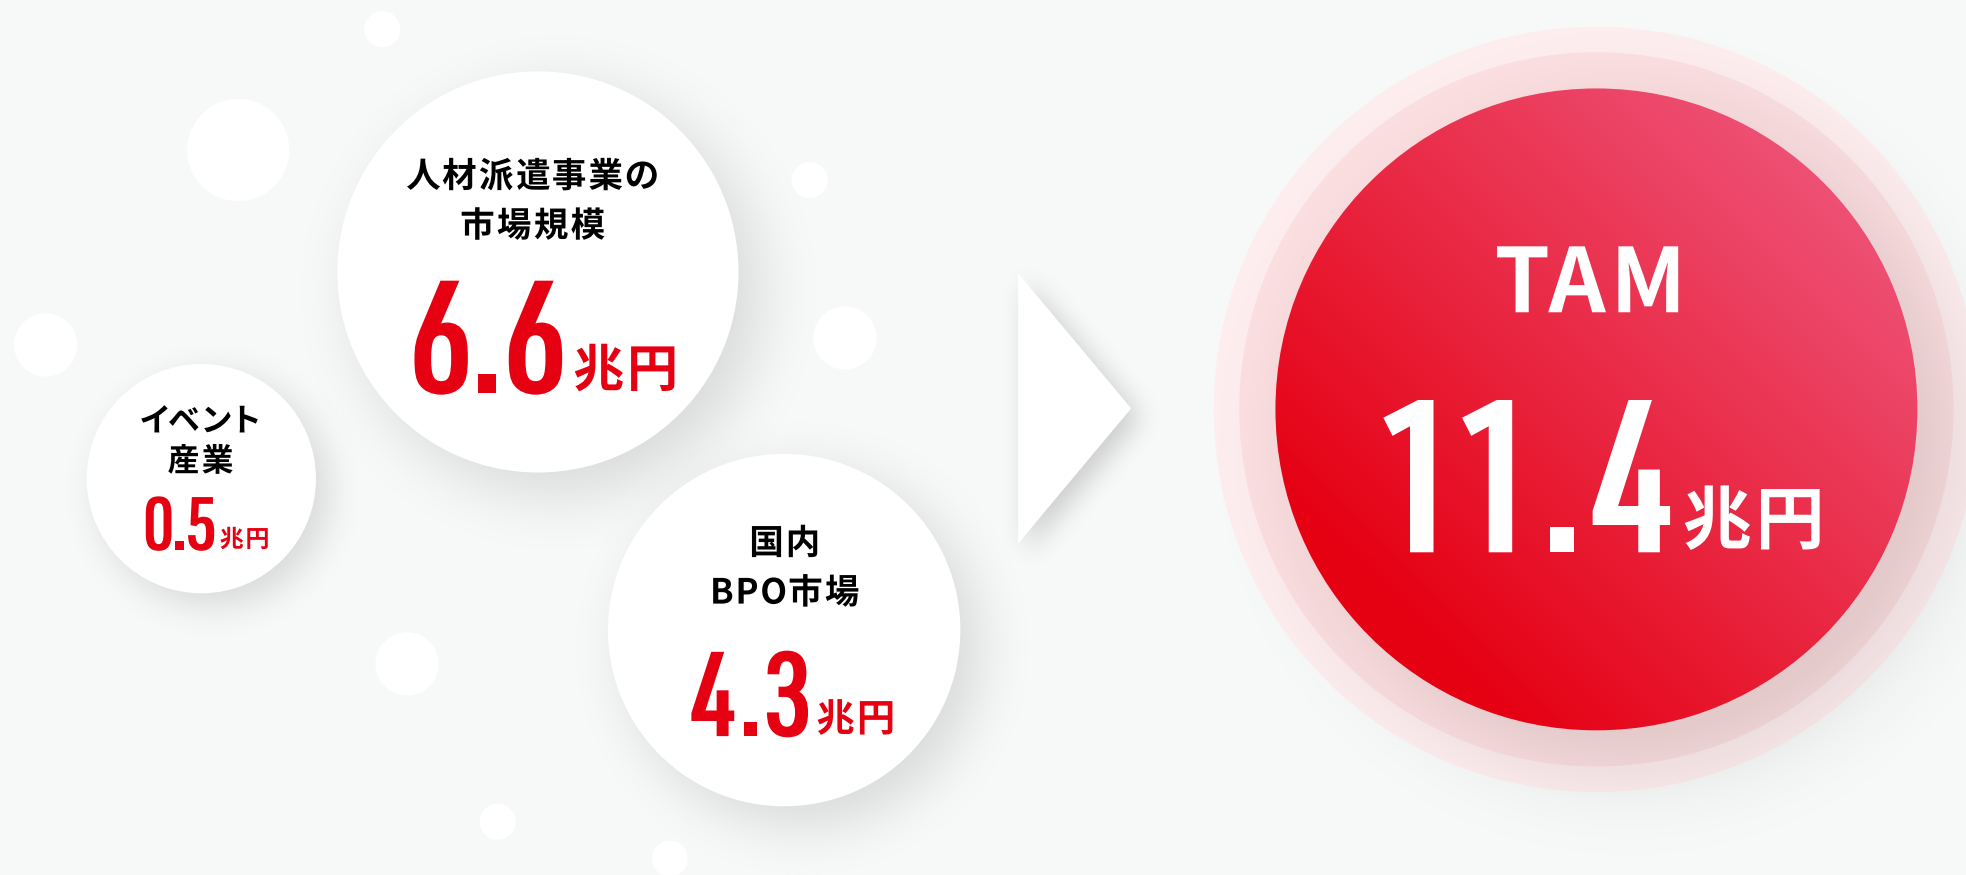 人材派遣事業の
市場規模
6.6兆円
イベント
産業
0.5兆円
国内
BPO市場
4.3兆円
TAM
11.4兆円